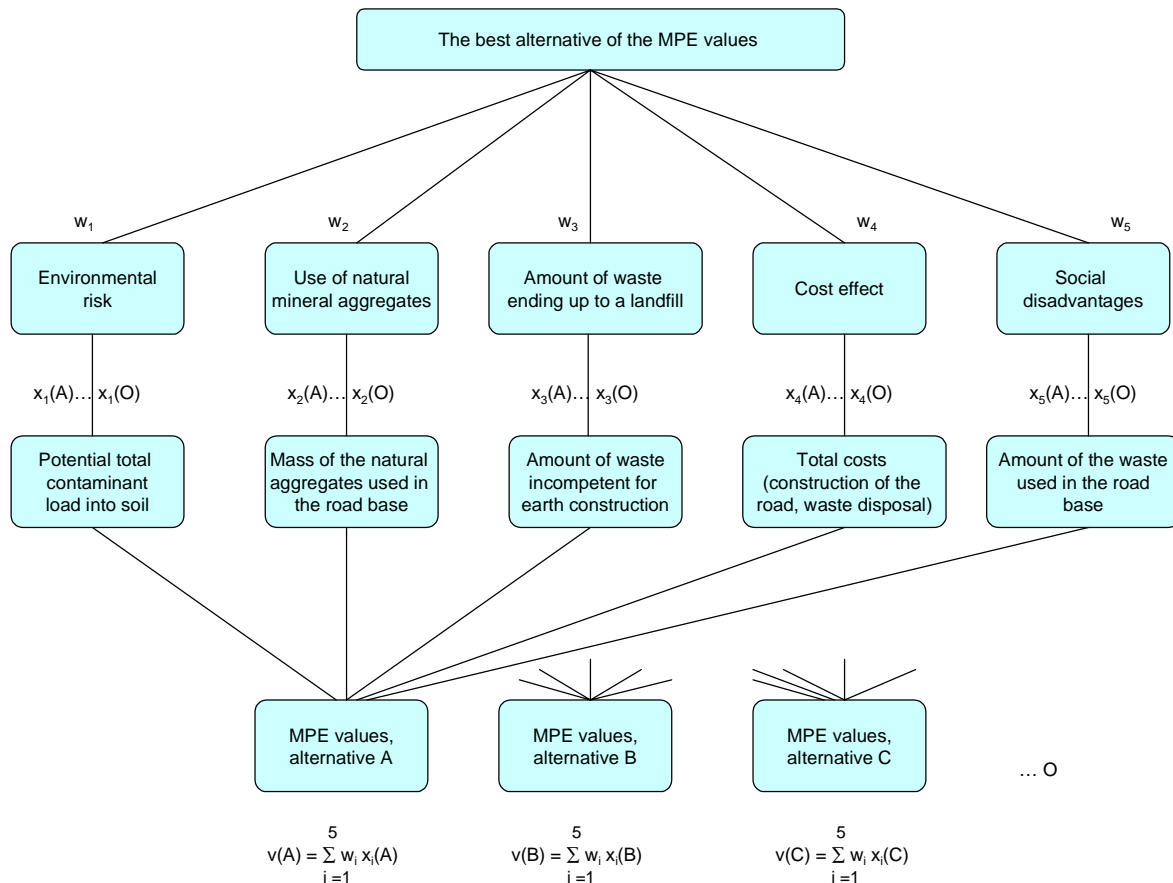 The best alternative of the MPE values
w₁
w₂
w₃
w₄
w₅
Environmental
risk
Use of natural
mineral aggregates
Amount of waste
ending up to a landfill
Cost effect
Social
disadvantages
x₁(A)… x₁(O)
x₂(A)… x₂(O)
x₃(A)… x₃(O)
x₄(A)… x₄(O)
x₅(A)… x₅(O)
Potential total
contaminant
load into soil
Mass of the natural
aggregates used in
the road base
Amount of waste
incompetent for
earth construction
Total costs
(construction of the
road, waste disposal)
Amount of the waste
used in the road
base
MPE values,
alternative A
MPE values,
alternative B
MPE values,
alternative C
… O
5
v(A) = ∑ wᵢ xᵢ(A)
i =1
5
v(B) = ∑ wᵢ xᵢ(B)
i =1
5
v(C) = ∑ wᵢ xᵢ(C)
i =1